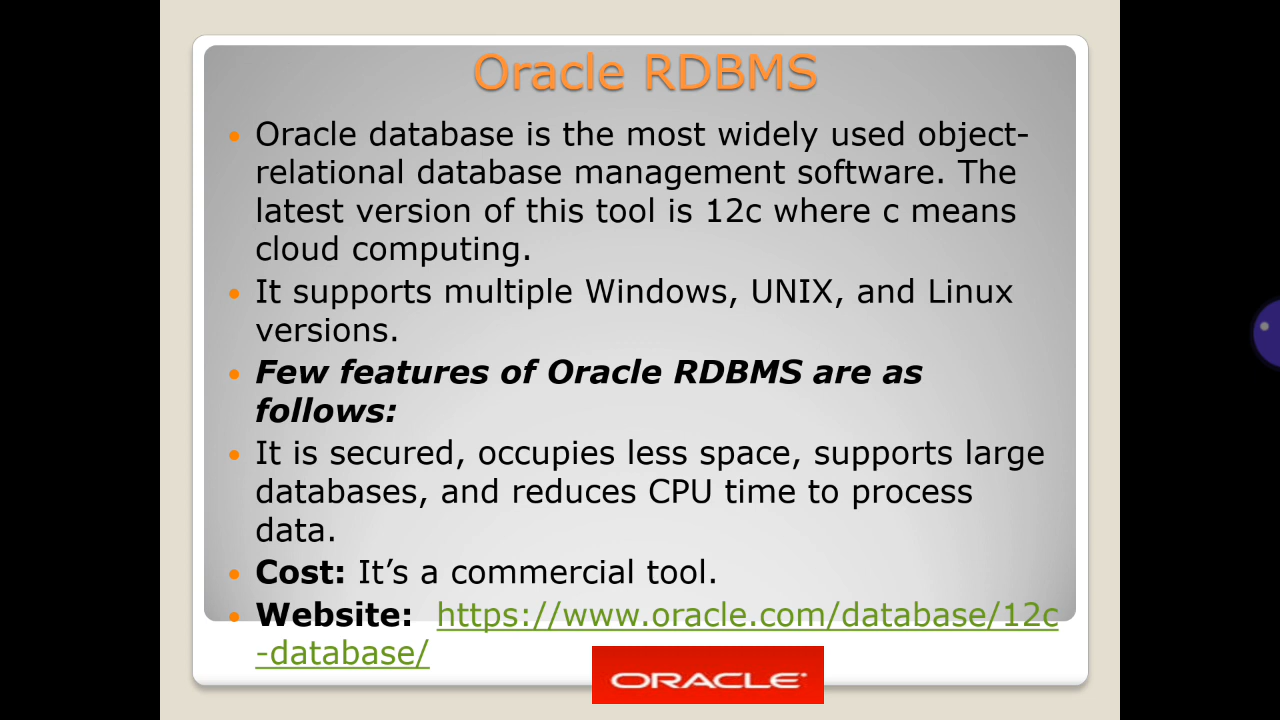 Oracle RDBMS
Oracle database is the most widely used object-
relational database management software. The
latest version of this tool is 12c where c means
cloud computing.
It supports multiple Windows, UNIX, and Linux
versions.
Few features of Oracle RDBMS are as
follows:
It is secured, occupies less space, supports large
databases, and reduces CPU time to process
data.
Cost: It’s a commercial tool.
Website: https://www.oracle.com/database/12c
-database/
ORACLE